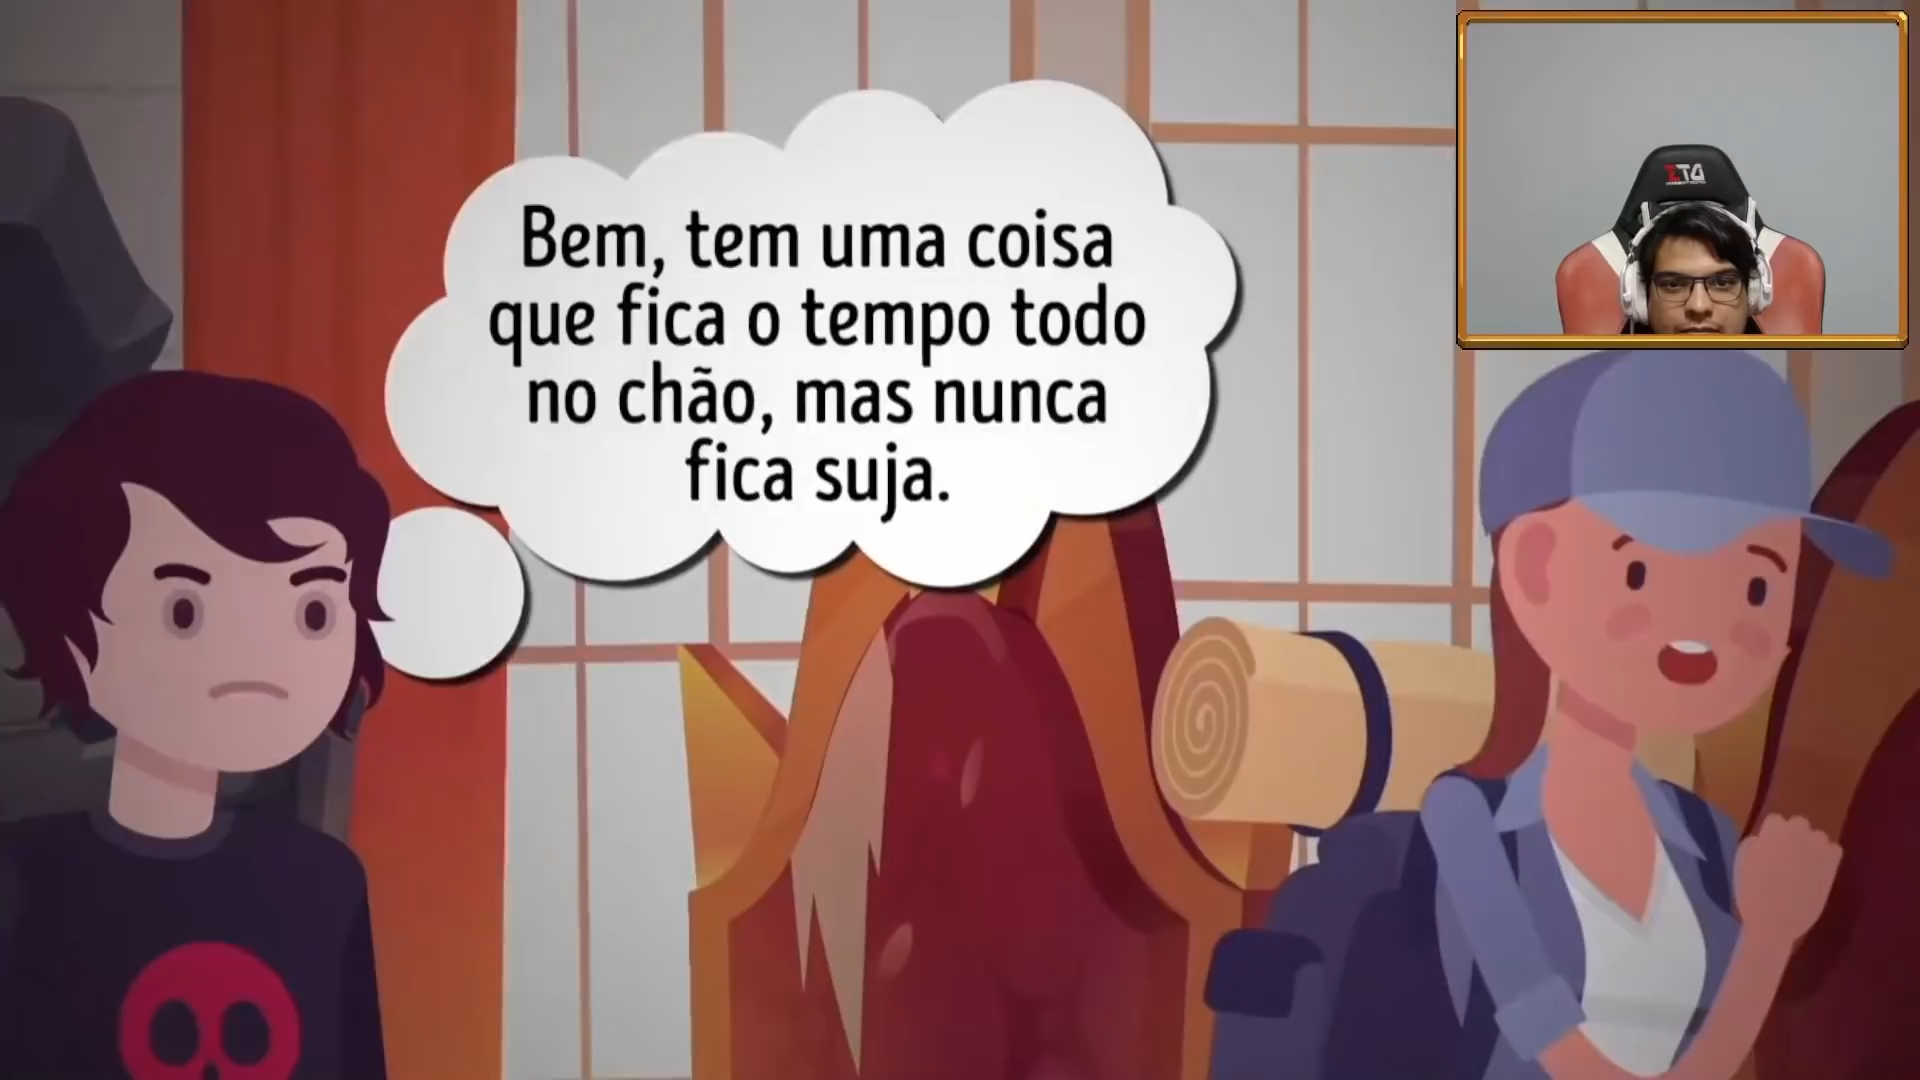 Bem, tem uma coisa
que fica o tempo todo
no chão, mas nunca
fica suja.